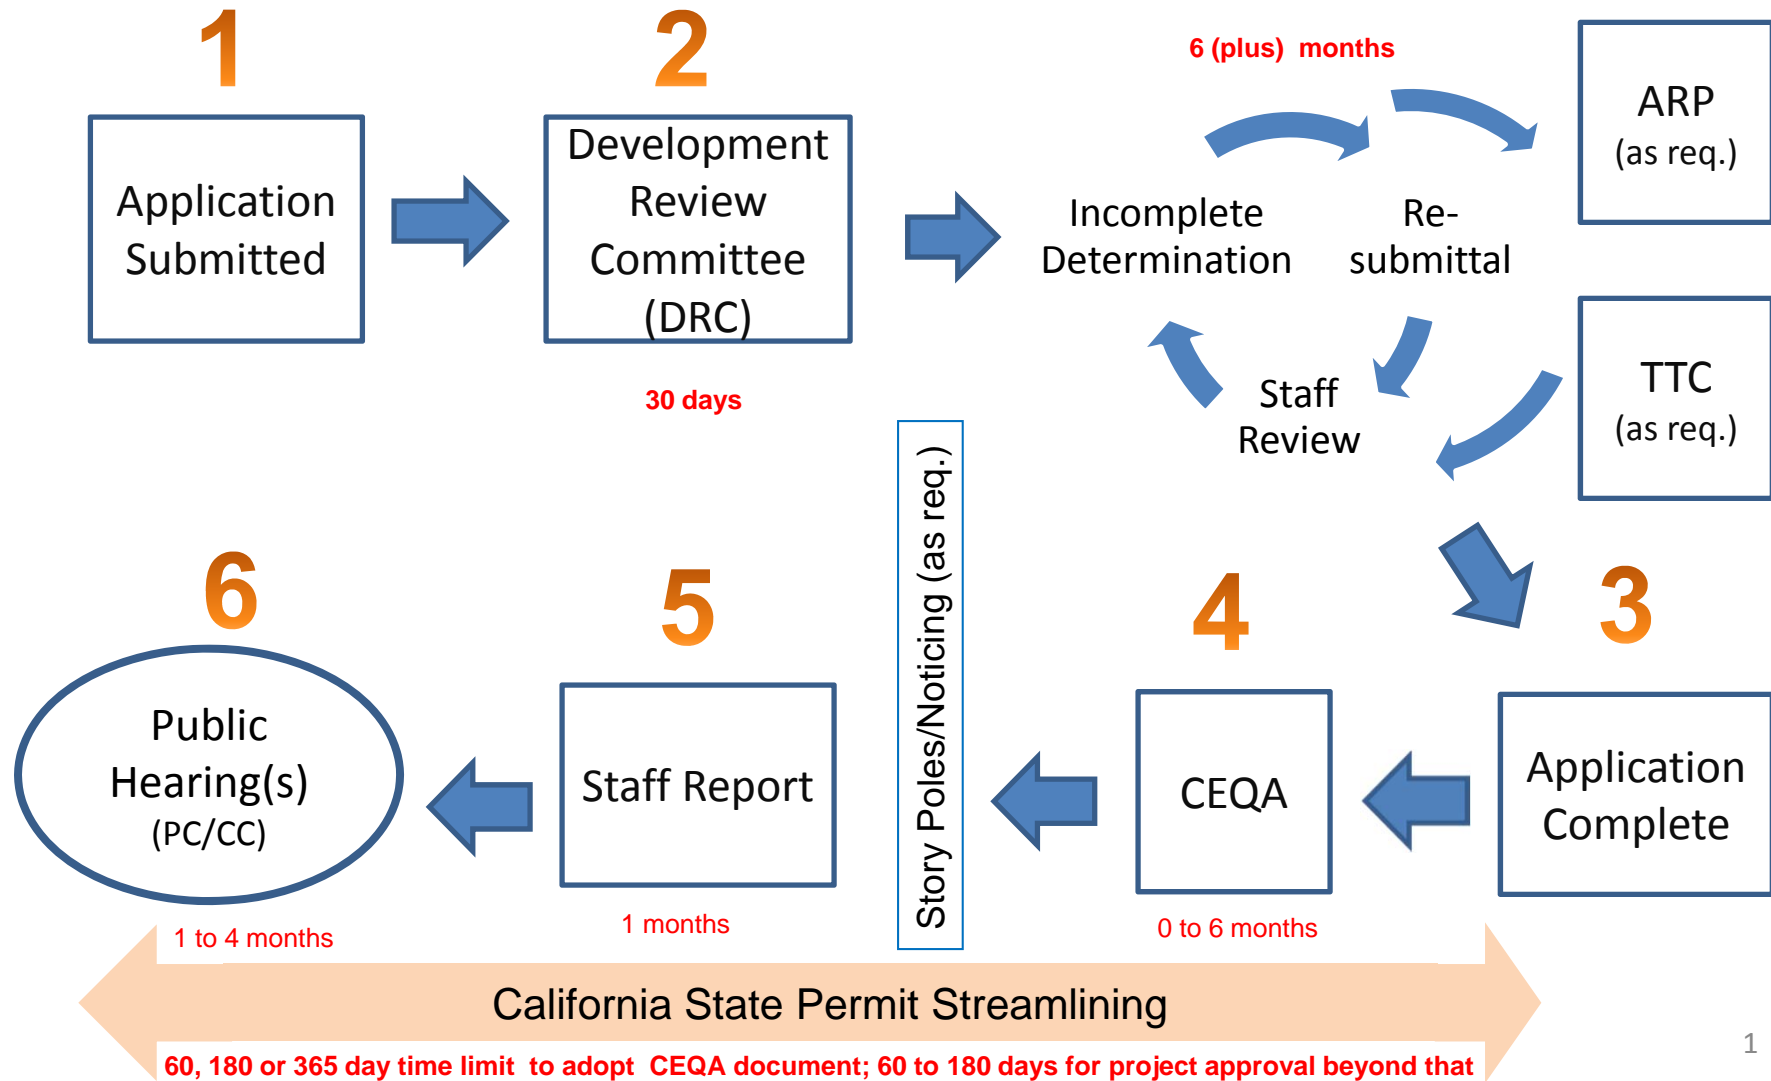 1
2
6 (plus) months
Application
Submitted
Development
Review
Committee
(DRC)
30 days
Incomplete
Determination
Re-
submittal
Staff
Review
ARP
(as req.)
TTC
(as req.)
3
Application
Complete
4
CEQA
0 to 6 months
Story Poles/Noticing (as req.)
5
Staff Report
1 months
6
Public
Hearing(s)
(PC/CC)
1 to 4 months
California State Permit Streamlining
60, 180 or 365 day time limit to adopt CEQA document; 60 to 180 days for project approval beyond that
1